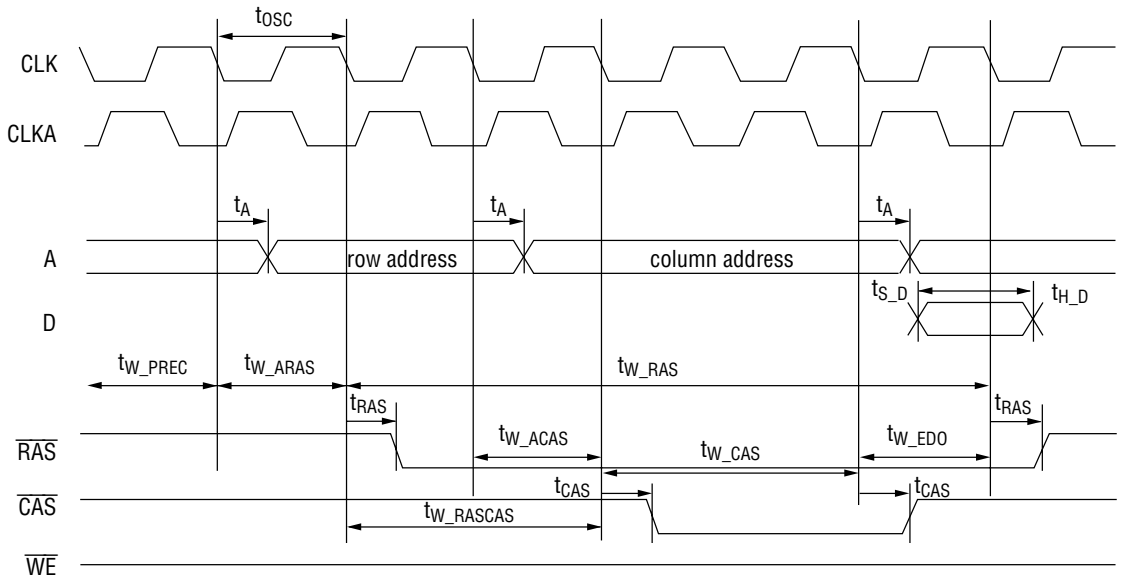 tOSC
CLK
CLKA
tA tA tA
A row address column address
tS_D tH_D
D
tW_PREC tW_ARAS tW_RAS
tRAS tRAS
RAS tW_ACAS tW_CAS tW_EDO
tCAS tCAS
CAS tW_RASCAS
WE